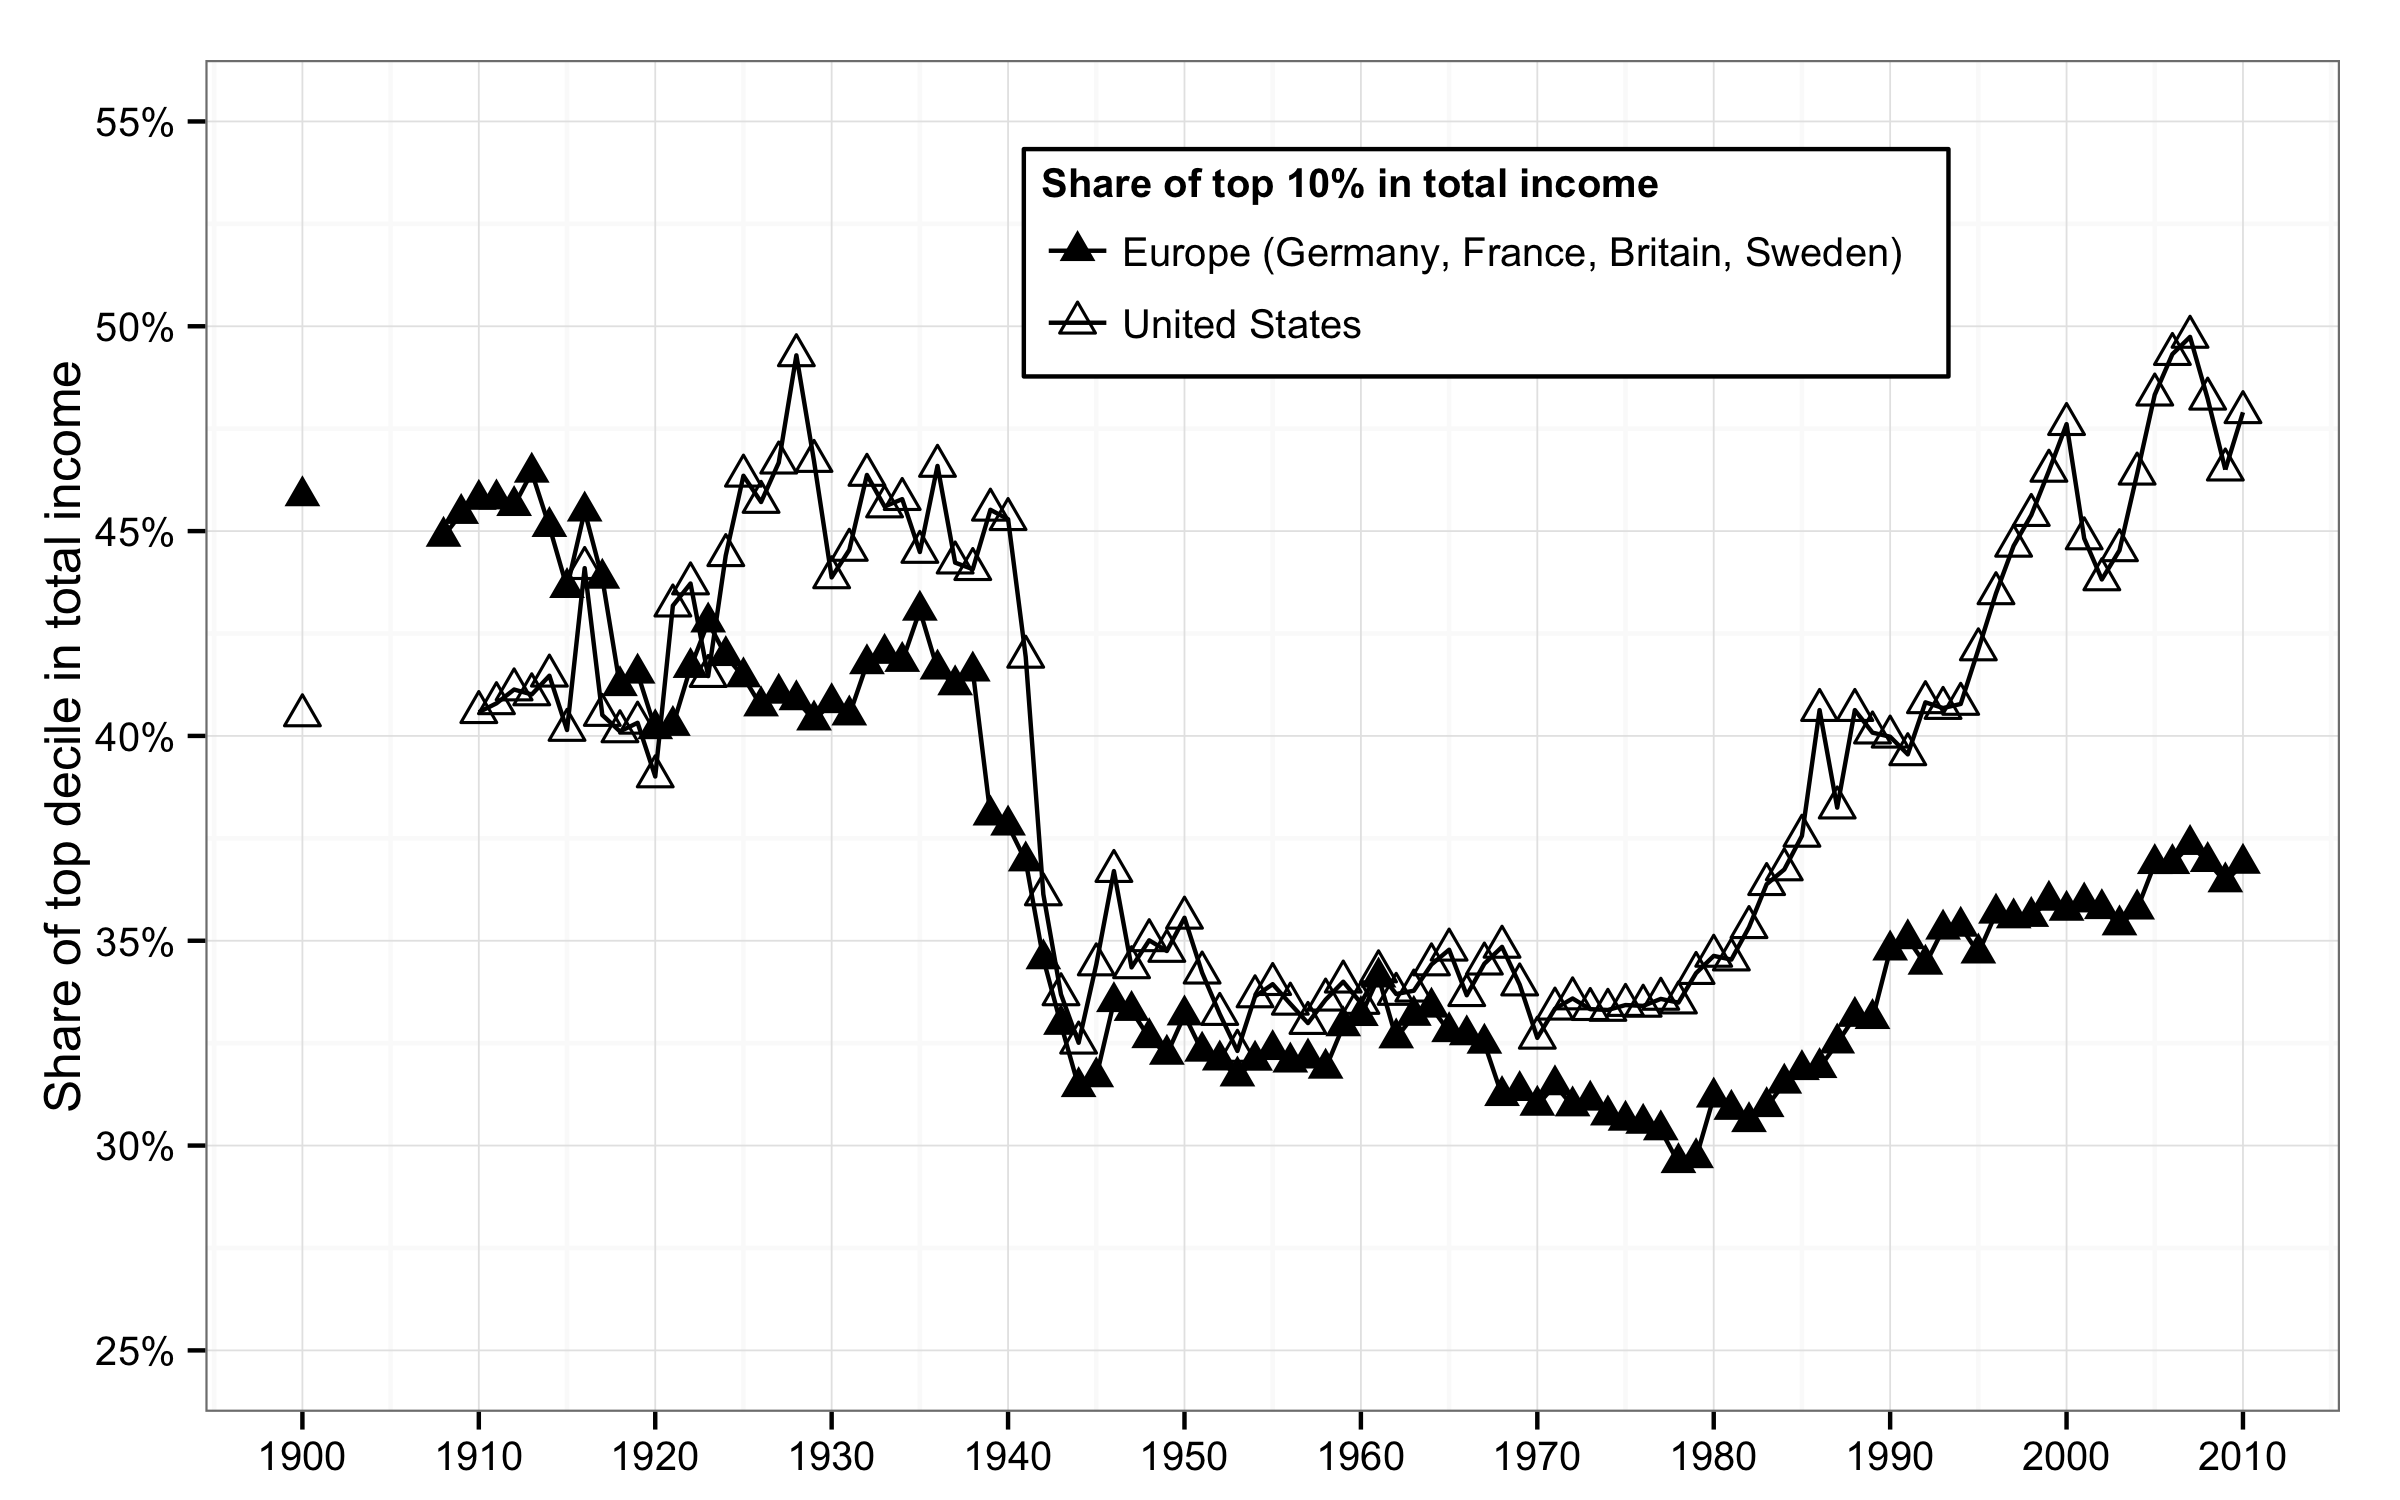 Share of top decile in total income
55%
50%
45%
40%
35%
30%
25%
Share of top 10% in total income
Europe (Germany, France, Britain, Sweden)
United States
1900 1910 1920 1930 1940 1950 1960 1970 1980 1990 2000 2010